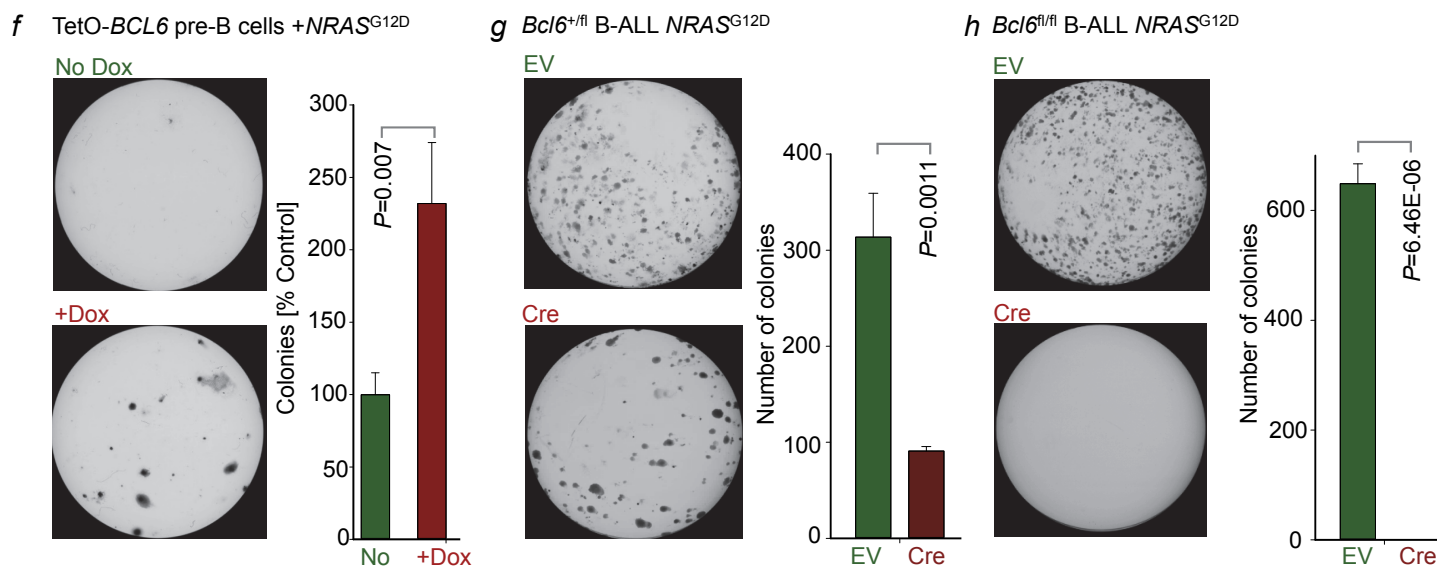 f TetO-BCL6 pre-B cells +NRASG12D
No Dox
+Dox
Colonies [% Control]
300
250
200
150
100
50
0
P=0.007
No
+Dox
g Bcl6+/fl B-ALL NRASG12D
EV
Cre
Number of colonies
400
300
200
100
0
P=0.0011
EV
Cre
h Bcl6fl/fl B-ALL NRASG12D
EV
Cre
Number of colonies
600
400
200
0
P=6.46E-06
EV
Cre